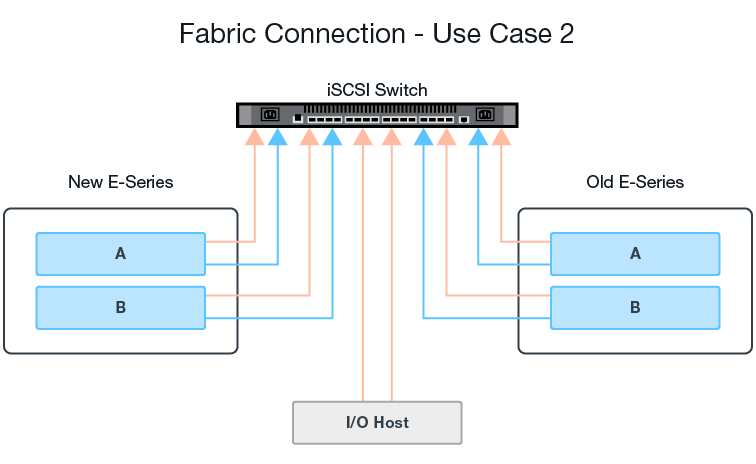 Fabric Connection - Use Case 2
iSCSI Switch
New E-Series
Old E-Series
A
A
B
B
I/O Host